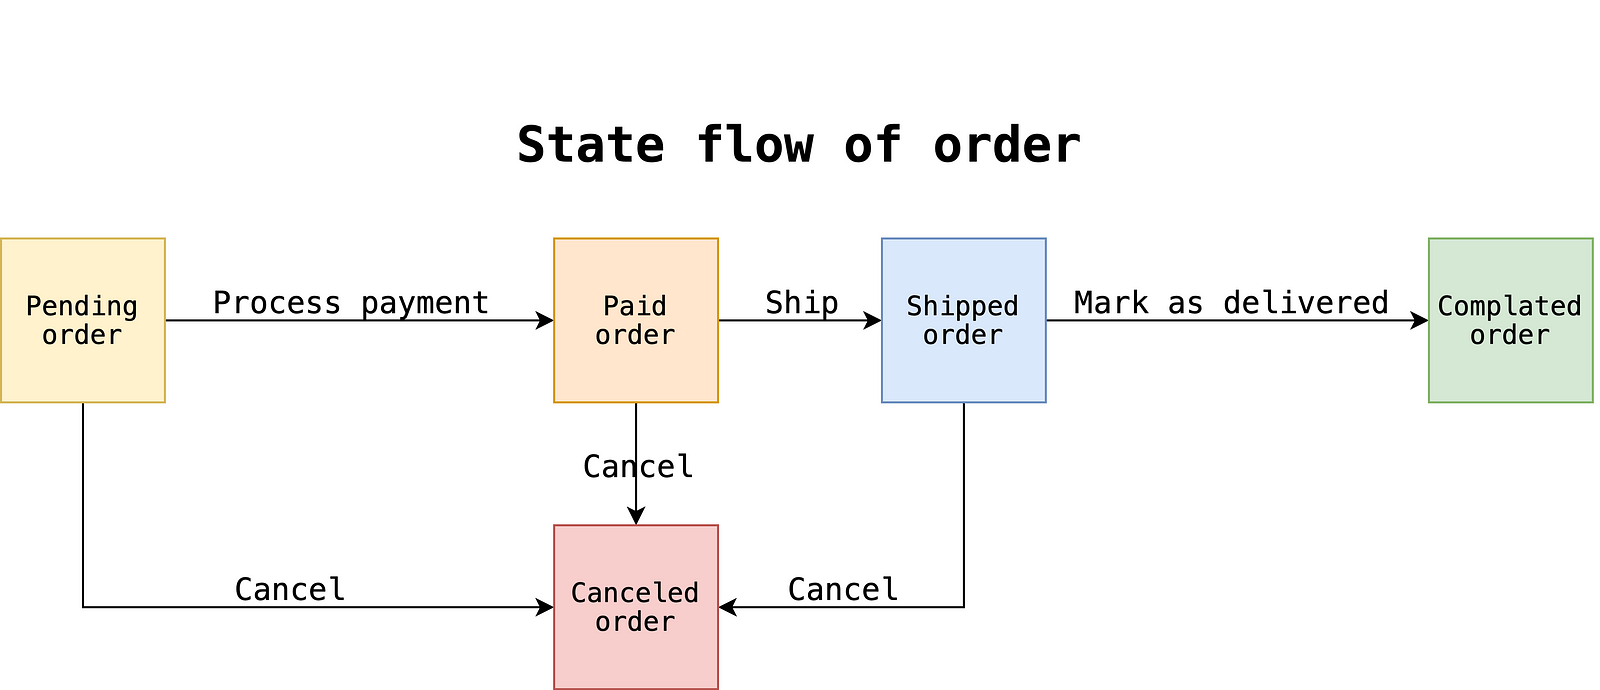 State flow of order
Pending
order
Process payment
Paid
order
Ship
Shipped
order
Mark as delivered
Complated
order
Cancel
Cancel
Canceled
order
Cancel